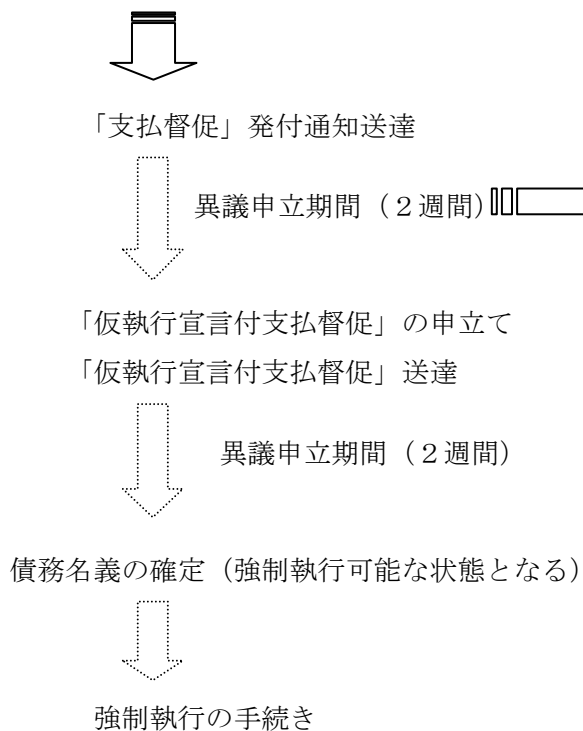 「支払督促」発付通知送達
異議申立期間（２週間）
「仮執行宣言付支払督促」の申立て
「仮執行宣言付支払督促」送達
異議申立期間（２週間）
債務名義の確定（強制執行可能な状態となる）
強制執行の手続き